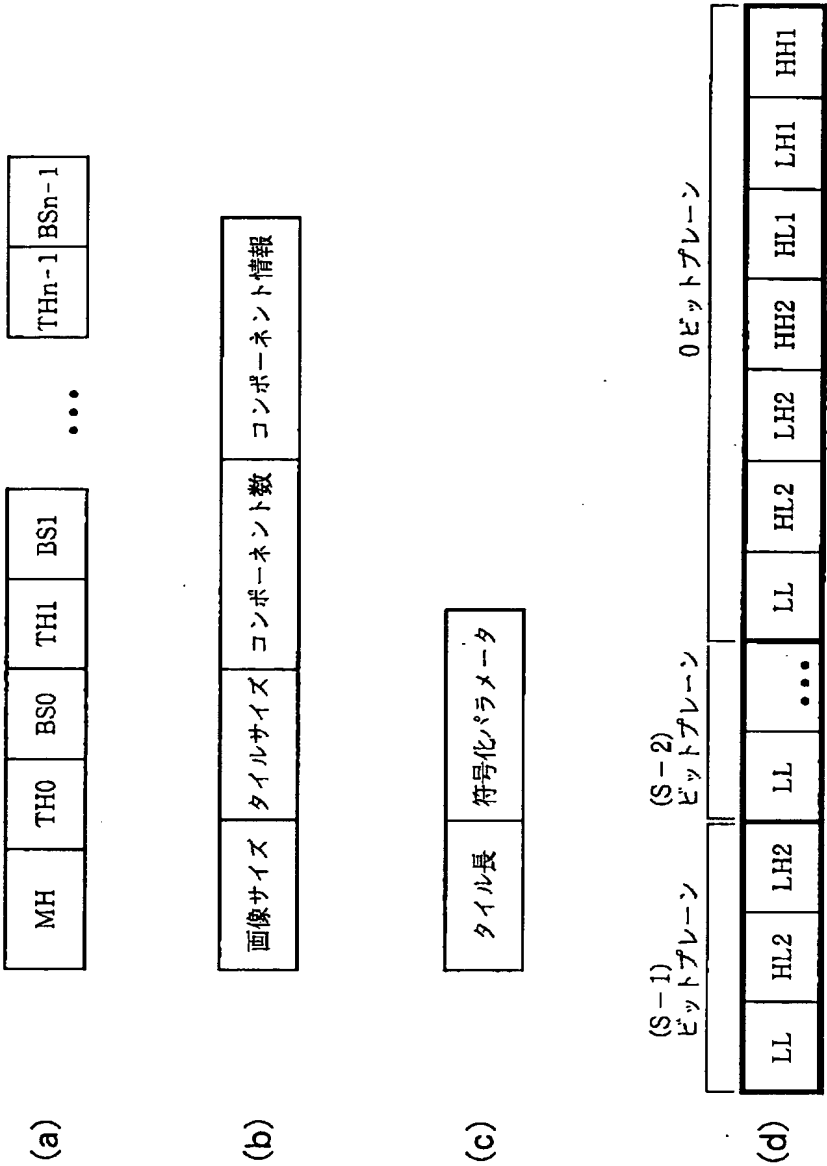 (a)
MH TH0 BS0 TH1 BS1 ••• THn-1 BSn-1
(b)
画像サイズ タイルサイズ コンポーネント数 コンポーネント情報
(c)
タイル長 符号化パラメータ
(d)
(S-1)
ビットプレーン
(S-2)
ビットプレーン
0ビットプレーン
LL HL2 LH2 LL ••• LL HL2 LH2 HH2 HL1 LH1 HH1